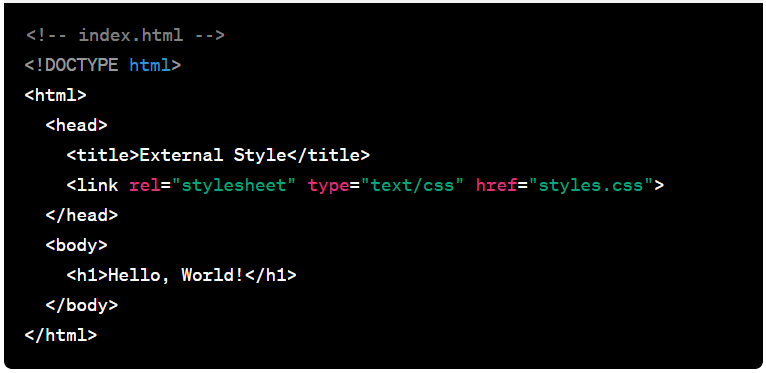 <!-- index.html -->
<!DOCTYPE html>
<html>
  <head>
    <title>External Style</title>
    <link rel="stylesheet" type="text/css" href="styles.css">
  </head>
  <body>
    <h1>Hello, World!</h1>
  </body>
</html>